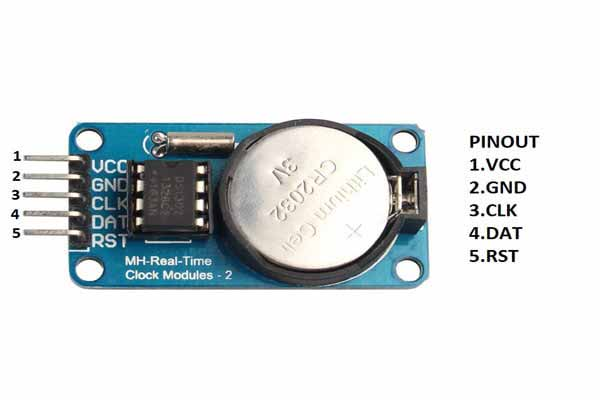 1
2
3
4
5
VCC
GND
CLK
DAT
RST
DS1302
Lithium Cell
CR2032
3V
+
MH-Real-Time
Clock Modules - 2
PINOUT
1.VCC
2.GND
3.CLK
4.DAT
5.RST